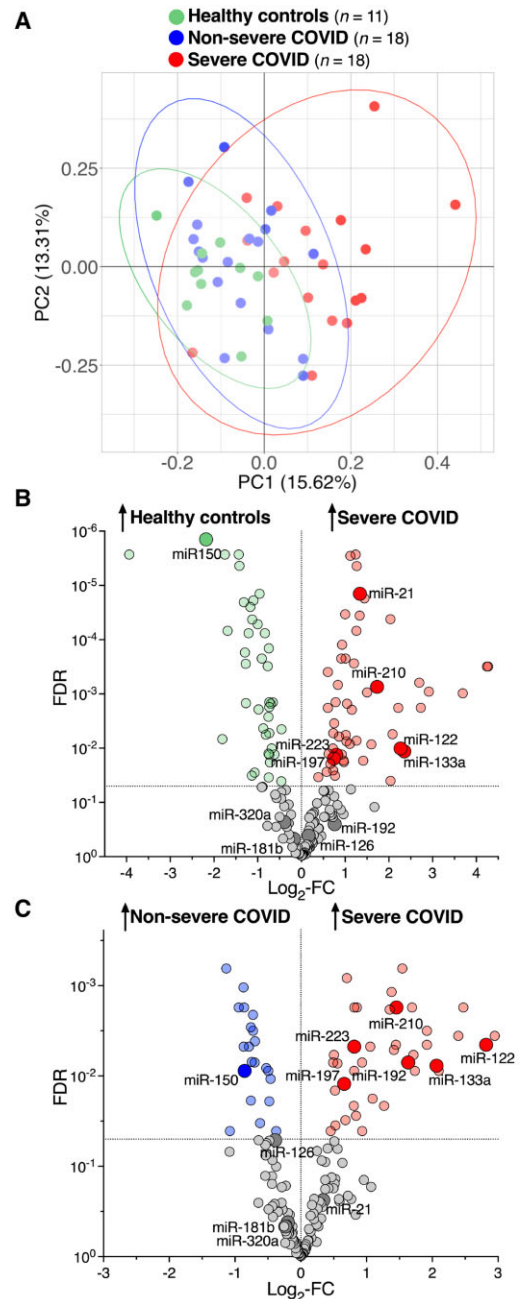 A
Healthy controls (n = 11)
Non-severe COVID (n = 18)
Severe COVID (n = 18)
PC2 (13.31%)
0.25
0.00
-0.25
-0.2 0.0 0.2 0.4
PC1 (15.62%)
B
Healthy controls Severe COVID
FDR
10-6
10-5
10-4
10-3
10-2
10-1
100
miR150
miR-21
miR-210
miR-223
miR-197
miR-122
miR-133a
miR-320a
miR-192
miR-181b
miR-126
-4 -3 -2 -1 0 1 2 3 4
Log2-FC
C
Non-severe COVID Severe COVID
FDR
10-3
10-2
10-1
100
miR-210
miR-223
miR-122
miR-150
miR-197
miR-192
miR-133a
miR-126
miR-21
miR-181b
miR-320a
-3 -2 -1 0 1 2 3
Log2-FC